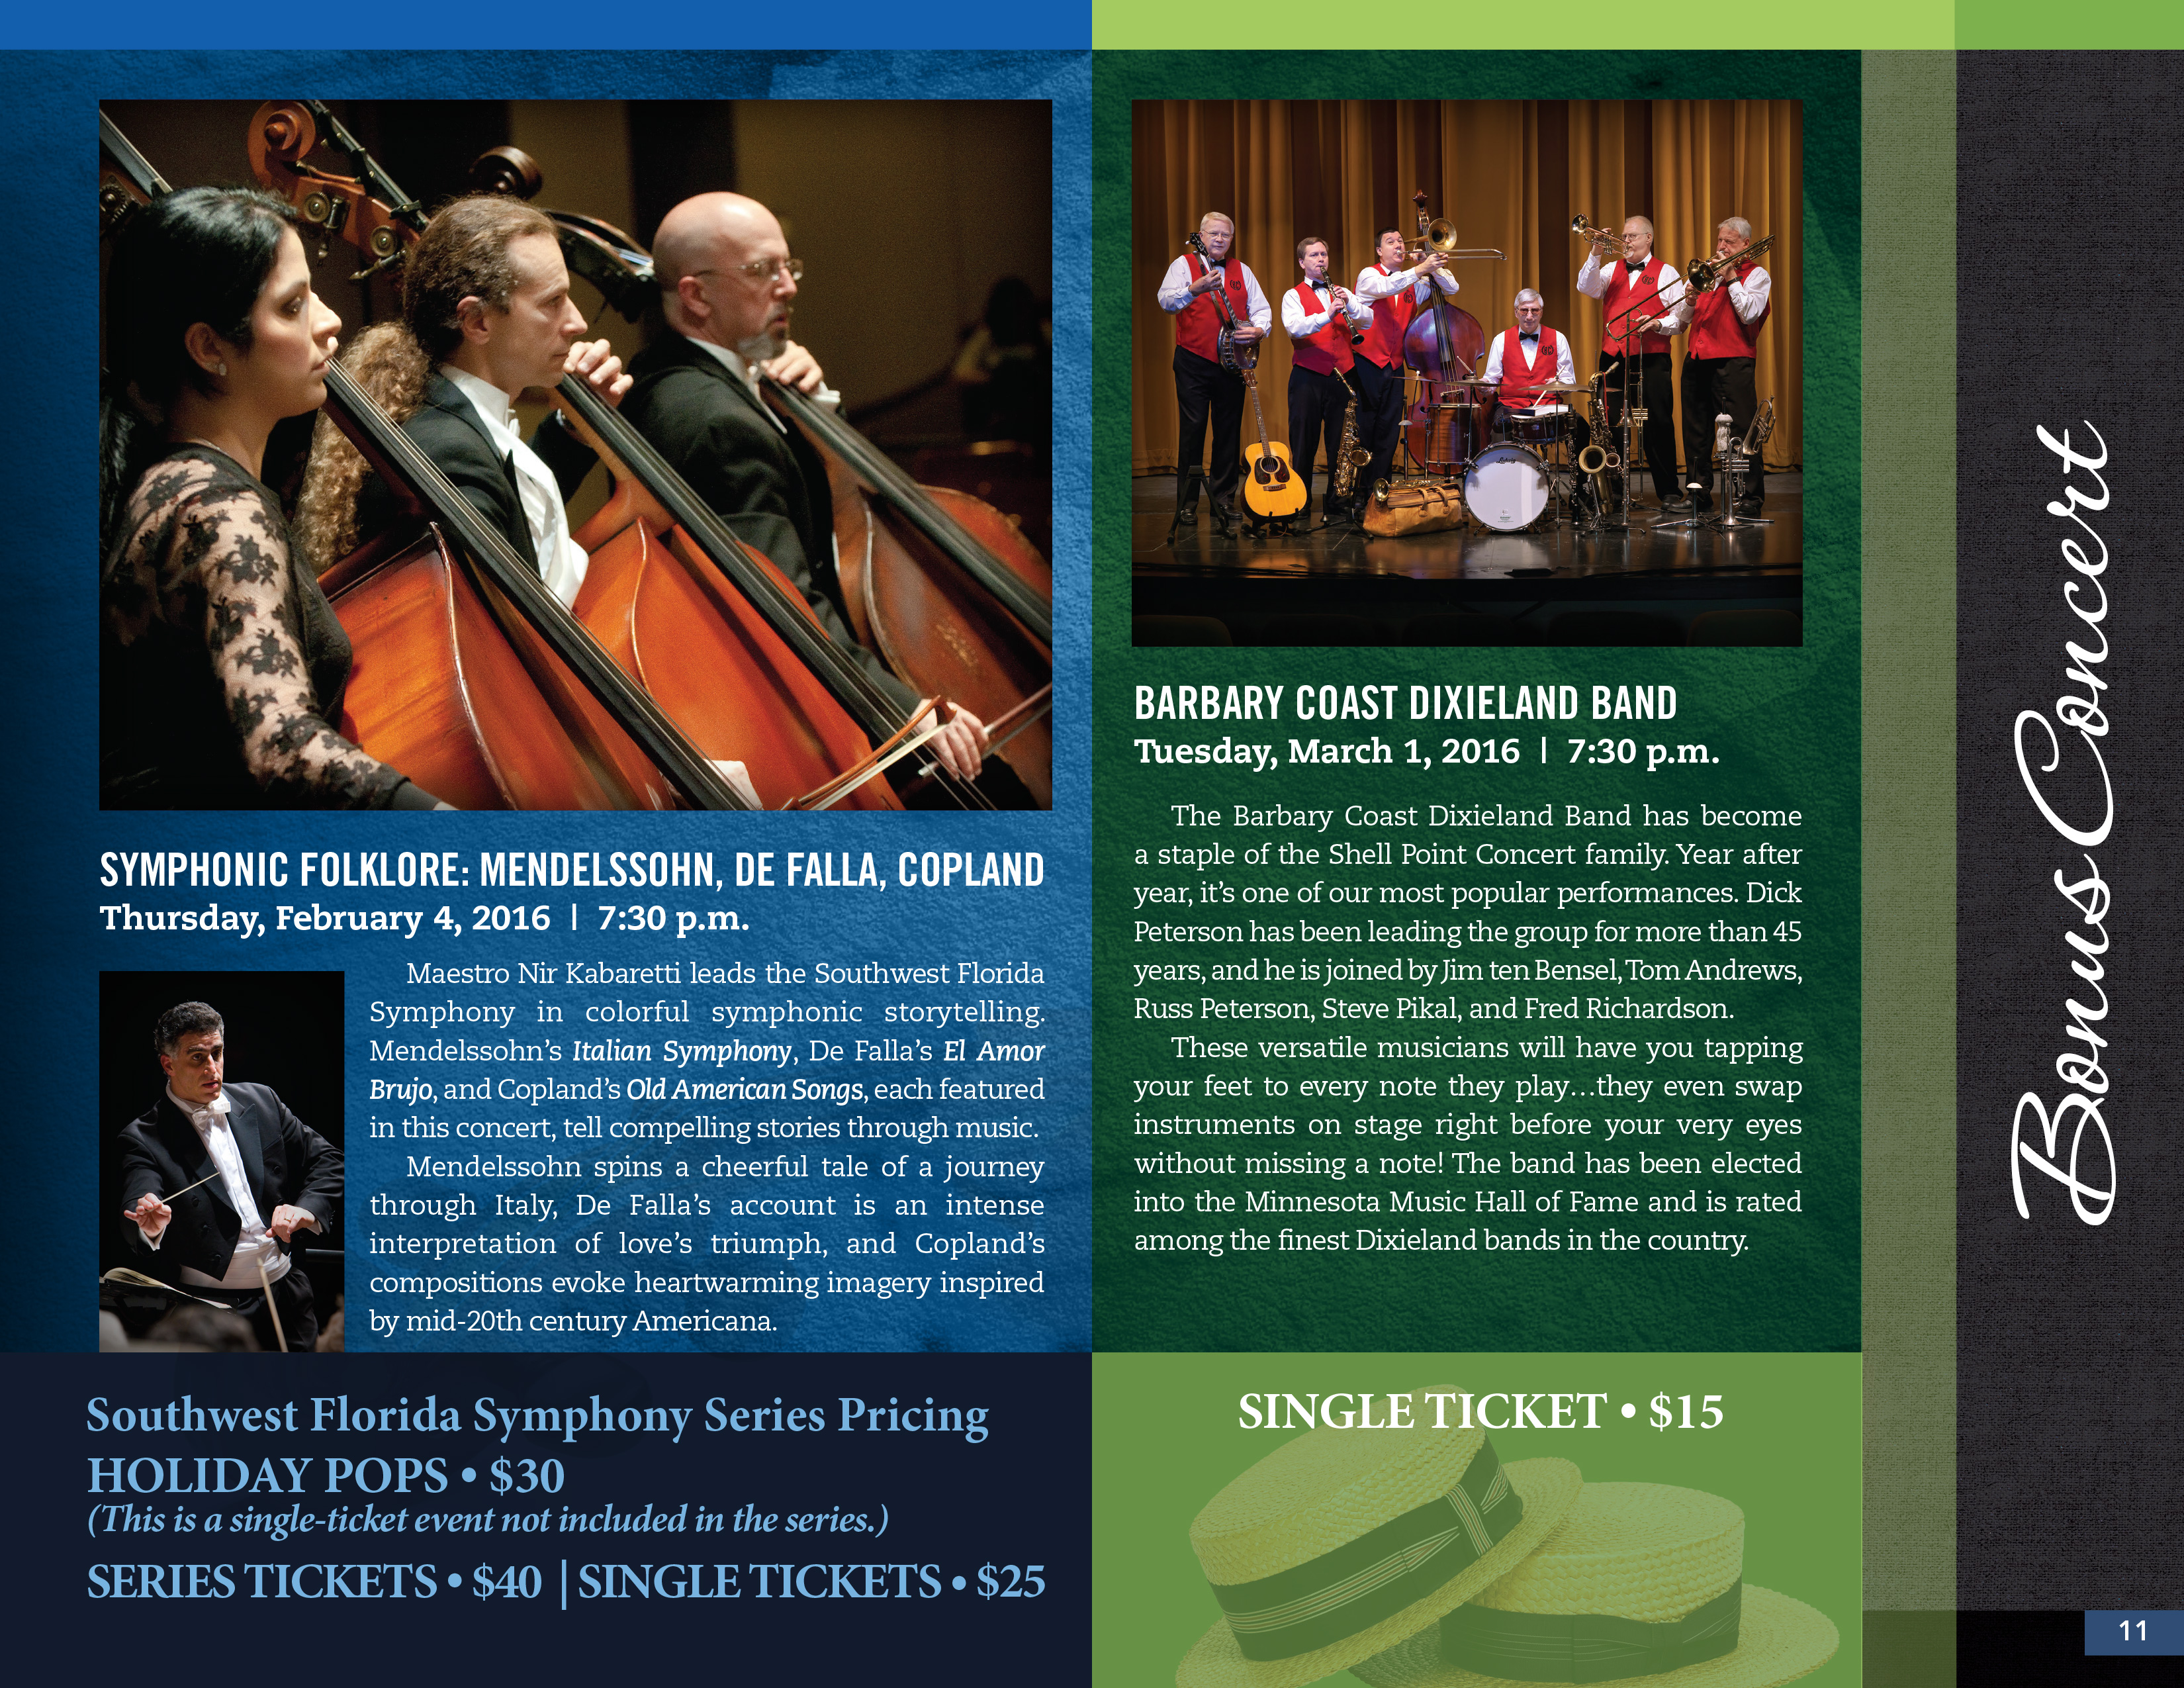 SYMPHONIC FOLKLORE: MENDELSSOHN, DE FALLA, COPLAND
Thursday, February 4, 2016 | 7:30 p.m.
Maestro Nir Kabaretti leads the Southwest Florida
Symphony in colorful symphonic storytelling.
Mendelssohn’s Italian Symphony, De Falla’s El Amor
Brujo, and Copland’s Old American Songs, each featured
in this concert, tell compelling stories through music.
Mendelssohn spins a cheerful tale of a journey
through Italy, De Falla’s account is an intense
interpretation of love’s triumph, and Copland’s
compositions evoke heartwarming imagery inspired
by mid-20th century Americana.
Southwest Florida Symphony Series Pricing
HOLIDAY POPS • $30
(This is a single-ticket event not included in the series.)
SERIES TICKETS • $40 | SINGLE TICKETS • $25
BARBARY COAST DIXIELAND BAND
Tuesday, March 1, 2016 | 7:30 p.m.
The Barbary Coast Dixieland Band has become
a staple of the Shell Point Concert family. Year after
year, it’s one of our most popular performances. Dick
Peterson has been leading the group for more than 45
years, and he is joined by Jim ten Bensel, Tom Andrews,
Russ Peterson, Steve Pikal, and Fred Richardson.
These versatile musicians will have you tapping
your feet to every note they play…they even swap
instruments on stage right before your very eyes
without missing a note! The band has been elected
into the Minnesota Music Hall of Fame and is rated
among the finest Dixieland bands in the country.
SINGLE TICKET • $15
Bonus Concert
11